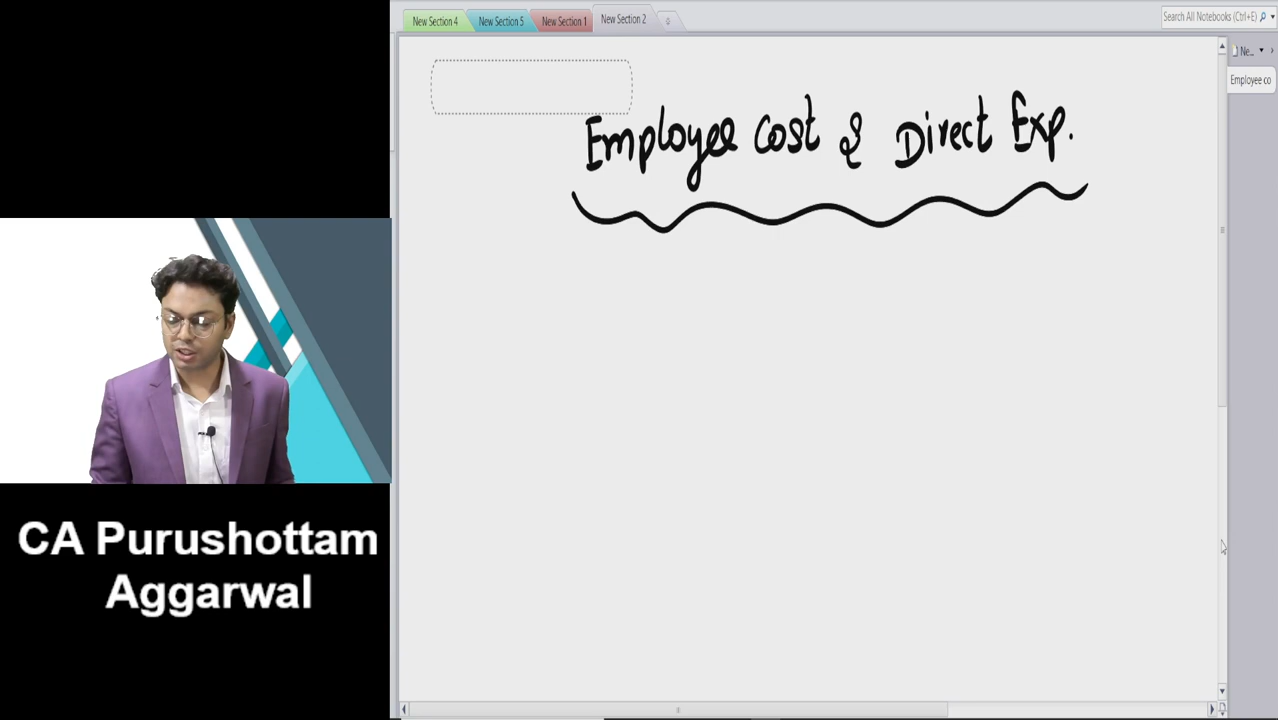 New Section 4
New Section 5
New Section 1
New Section 2
Search All Notebooks (Ctrl+E)
Ne...
Employee co
Employee Cost & Direct Exp.
CA Purushottam
Aggarwal